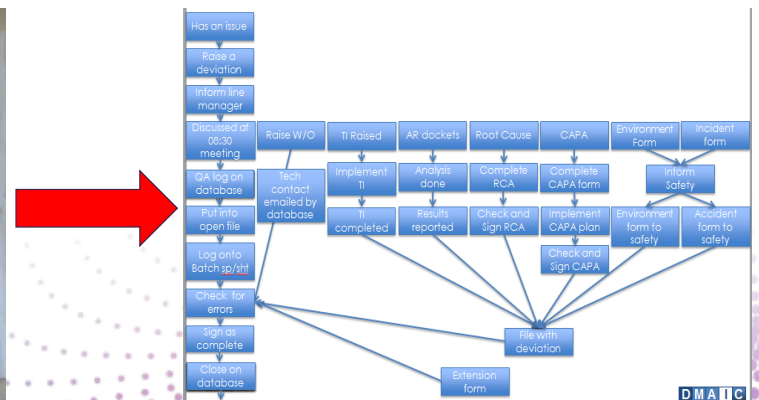 Has an issue
Raise a
deviation
Inform line
manager
Discussed at
08:30
meeting
Raise W/O
TI Raised
AR dockets
Root Cause
CAPA
Environment
Form
Incident
form
QA log on
database
Tech
contact
emailed by
database
Implement
TI
Analysis
done
Complete
RCA
Complete
CAPA form
Inform
Safety
Put into
open file
TI
completed
Results
reported
Check and
Sign RCA
Implement
CAPA plan
Environment
form to
safety
Accident
form to
safety
Log onto
Batch sp/sht
Check and
Sign CAPA
Check for
errors
Sign as
complete
File with
deviation
Close on
database
Extension
form
DMAIC